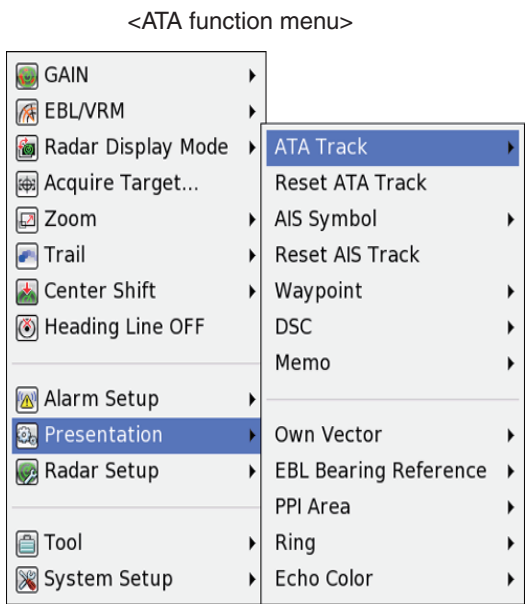 <ATA function menu>
GAIN
EBL/VRM
Radar Display Mode
Acquire Target...
Zoom
Trail
Center Shift
Heading Line OFF
Alarm Setup
Presentation
Radar Setup
Tool
System Setup
ATA Track
Reset ATA Track
AIS Symbol
Reset AIS Track
Waypoint
DSC
Memo
Own Vector
EBL Bearing Reference
PPI Area
Ring
Echo Color